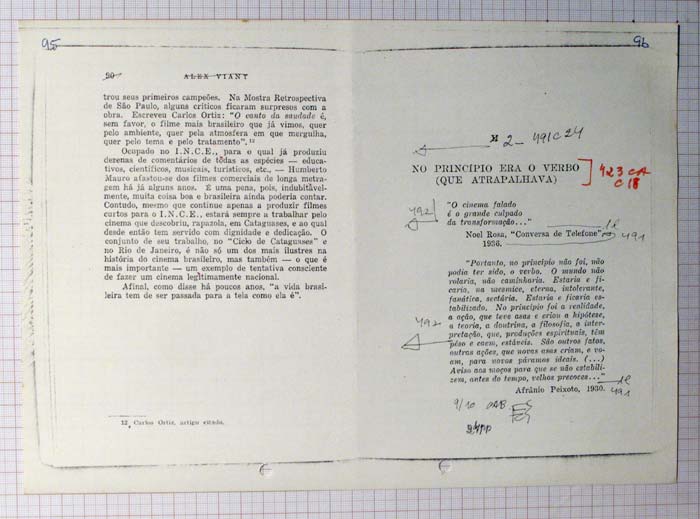 95
90 ALEX VIANY
trou seus primeiros campeões. Na Mostra Retrospectiva
de São Paulo, alguns críticos ficaram surpresos com a
obra. Escreveu Carlos Ortiz: "O canto da saudade é,
sem favor, o filme mais brasileiro que já vimos, quer
pelo ambiente, quer pela atmosfera em que mergulha,
quer pelo tema e pelo tratamento". 12
Ocupado no I.N.C.E., para o qual já produziu
dezenas de comentários de tôdas as espécies — educa-
tivos, científicos, musicais, turísticos, etc., — Humberto
Mauro afastou-se dos filmes comerciais de longa metra-
gem há já alguns anos. É uma pena, pois, indubitàvel-
mente, muita coisa boa e brasileira ainda poderia contar.
Contudo, mesmo que continue apenas a produzir filmes
curtos para o I.N.C.E., estará sempre a trabalhar pelo
cinema que descobriu, rapazola, em Cataguases, e ao qual
desde então tem servido com dignidade e dedicação. O
conjunto de seu trabalho, no "Ciclo de Cataguases" e
no Rio de Janeiro, é não só um dos mais ilustres na
história do cinema brasileiro, mas também — o que é
mais importante — um exemplo de tentativa consciente
de fazer um cinema legìtimamente nacional.
Afinal, como disse há poucos anos, "a vida brasi-
leira tem de ser passada para a tela como ela é".
12 Carlos Ortiz, artigo citado.
96
2 - 491C24
NO PRINCÍPIO ERA O VERBO
(QUE ATRAPALHAVA)
423 CA
C18
492
"O cinema falado
é o grande culpado
da transformação..."
Noel Rosa, "Conversa de Telefone",
1936.
491
"Portanto, no princípio não foi, não
podia ter sido, o verbo. O mundo não
rolaria, não caminharia. Estaria e fi-
caria, na mesmice, eterna, intolerante,
fanática, sectária. Estaria e ficaria es-
tabilizado. No princípio foi a realidade,
a ação, que teve asas e criou a hipótese,
a teoria, a doutrina, a filosofia, a inter-
pretação, que, produções espirituais, têm
pêso e caem, estáveis. São outros fatos,
outras ações, que novas asas criam, e vo-
am, para novos páramos ideais. (...)
Aviso aos moços para que se não estabili-
zem, antes do tempo, velhos precoces..."
492
Afrânio Peixoto, 1930.
491
9/10